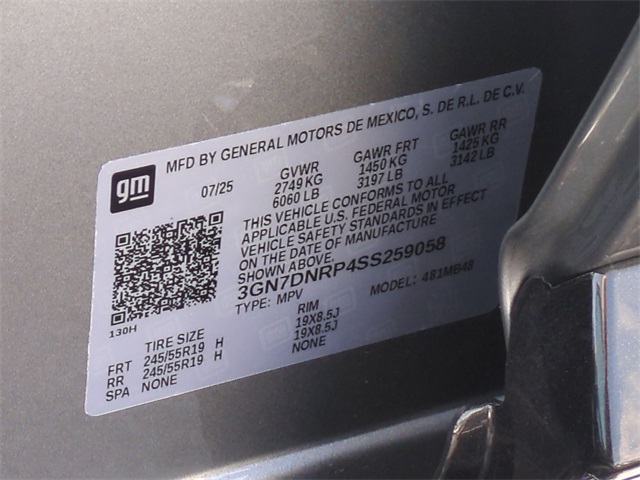 MFD BY GENERAL MOTORS DE MEXICO, S. DE R.L. DE C.V.
gm
07/25 GVWR GAWR FRT GAWR RR
2749 KG 1450 KG 1425 KG
6060 LB 3197 LB 3142 LB
THIS VEHICLE CONFORMS TO ALL
APPLICABLE U.S. FEDERAL MOTOR
VEHICLE SAFETY STANDARDS IN EFFECT
ON THE DATE OF MANUFACTURE
SHOWN ABOVE.
3GN7DNRP4SS259058
TYPE: MPV MODEL: 481MB48
130H
TIRE SIZE RIM
FRT 245/55R19 H 19X8.5J
RR 245/55R19 H 19X8.5J
SPA NONE NONE